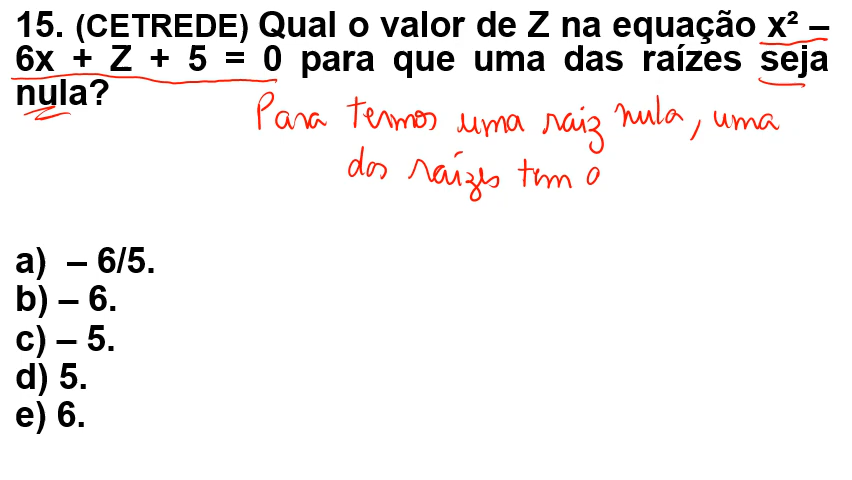 15. (CETREDE) Qual o valor de Z na equação x² –
6x + Z + 5 = 0 para que uma das raízes seja
nula?
Para termos uma raiz nula, uma
das raízes tem 0
a) – 6/5.
b) – 6.
c) – 5.
d) 5.
e) 6.